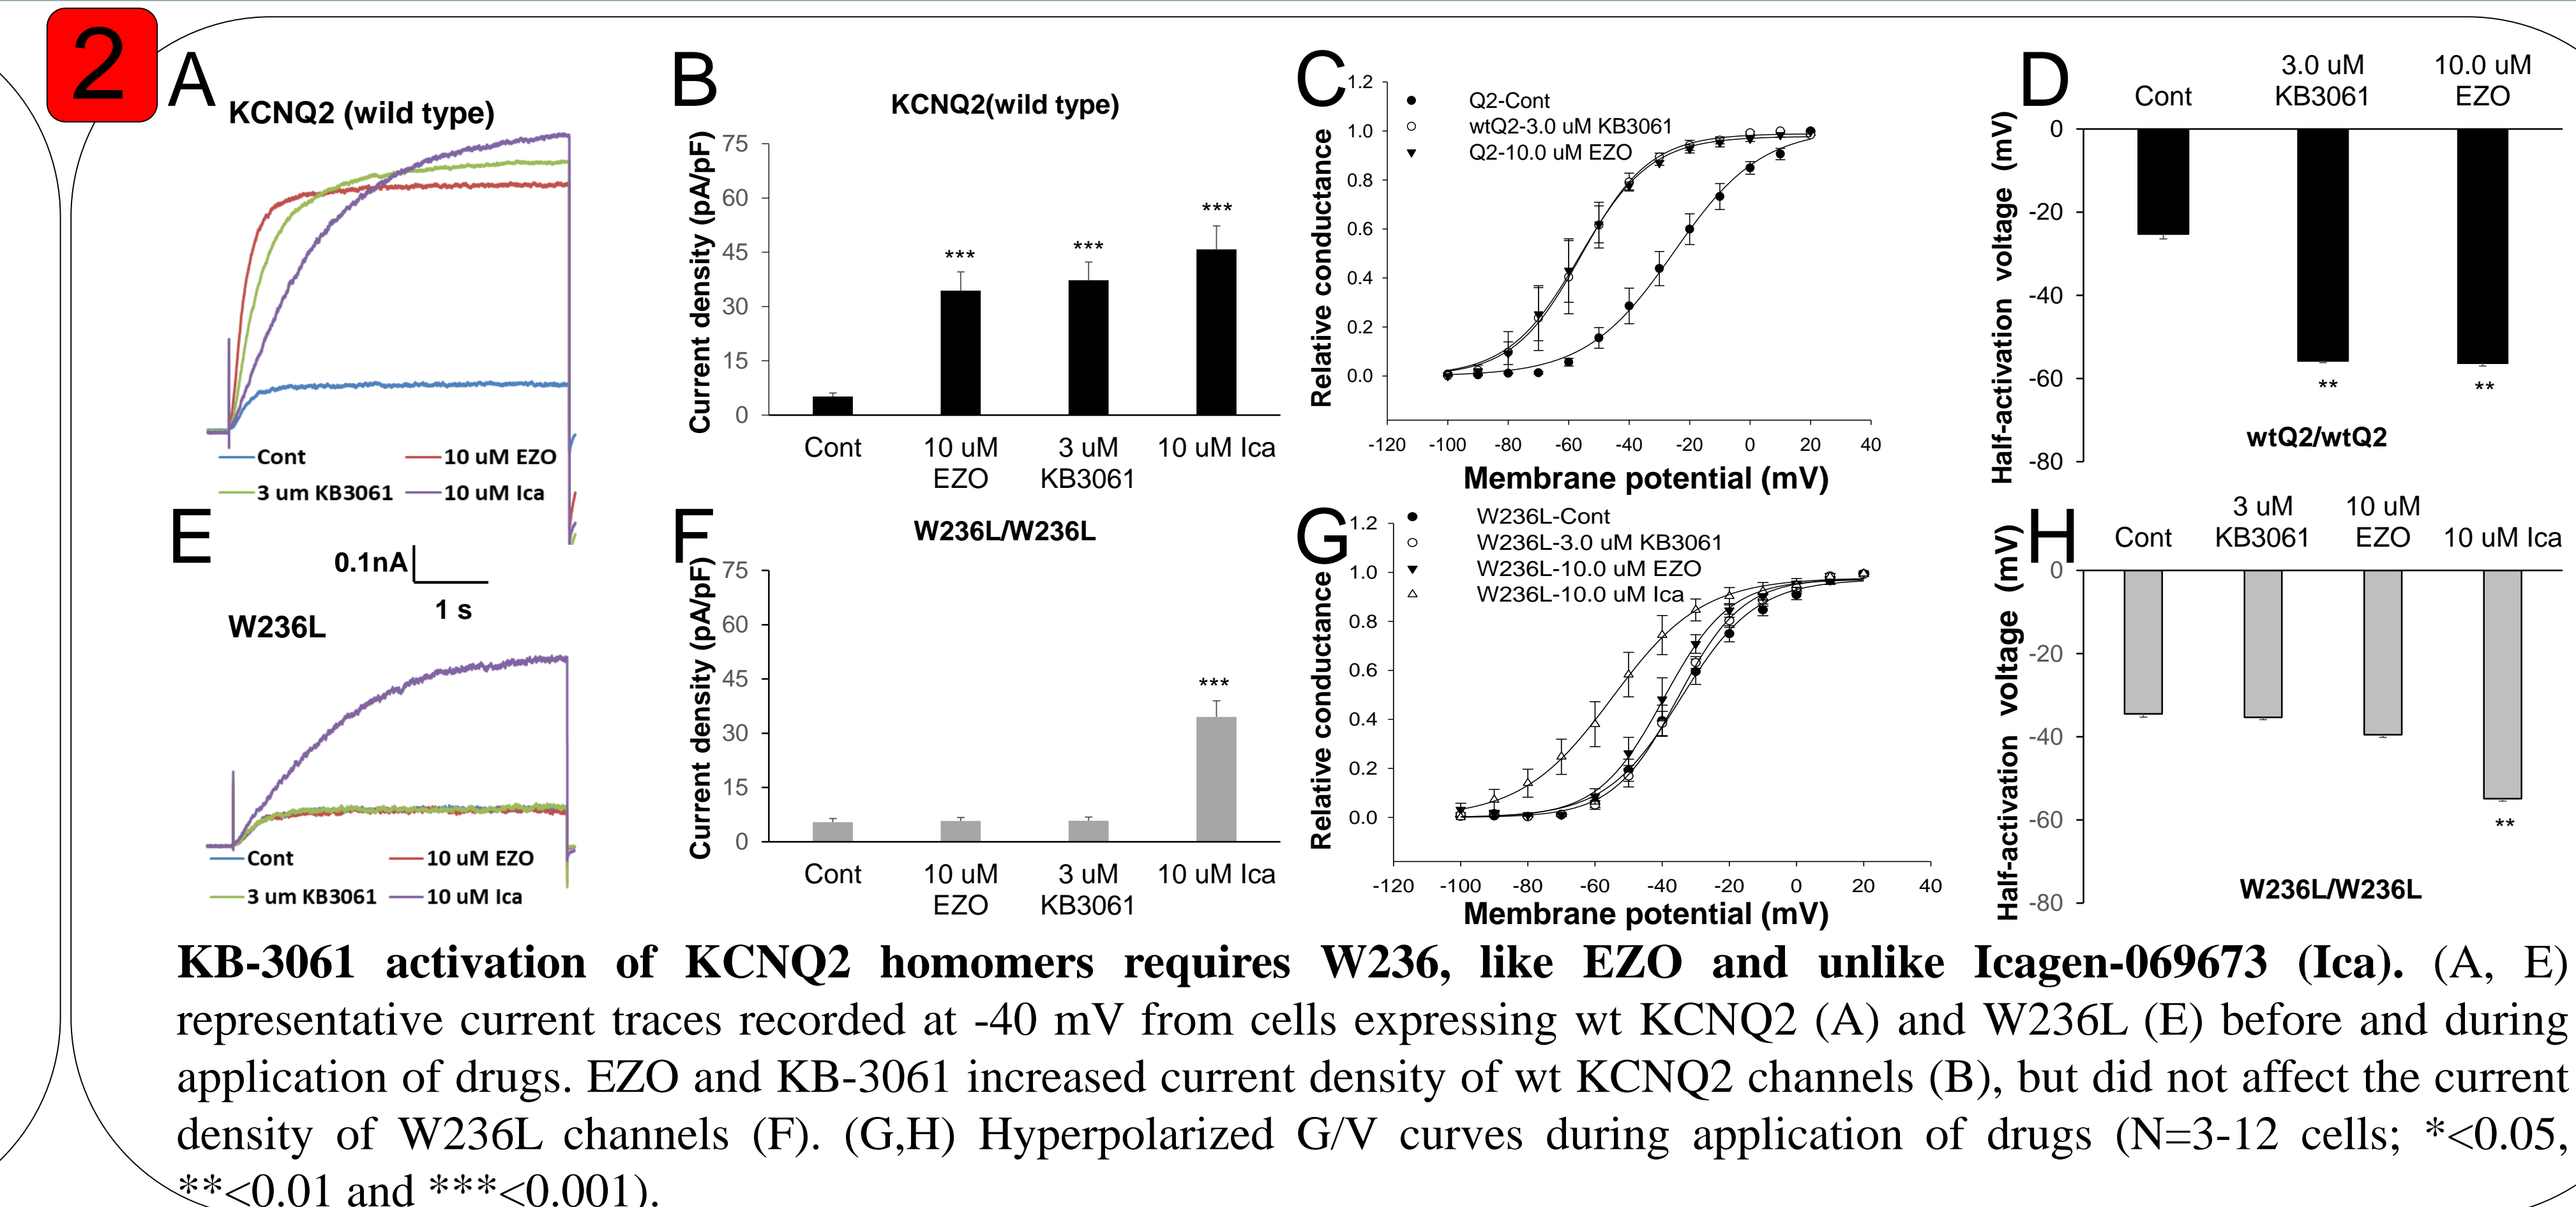 2
A
KCNQ2 (wild type)
Cont
10 uM EZO
3 um KB3061
10 uM Ica
B
KCNQ2(wild type)
Current density (pA/pF)
75
60
45
30
15
0
***
***
***
Cont
10 uM
EZO
3 uM
KB3061
10 uM Ica
C
Q2-Cont
wtQ2-3.0 uM KB3061
Q2-10.0 uM EZO
Relative conductance
1.2
1.0
0.8
0.6
0.4
0.2
0.0
-120 -100 -80 -60 -40 -20 0 20 40
Membrane potential (mV)
D
Cont
3.0 uM
KB3061
10.0 uM
EZO
Half-activation voltage (mV)
0
-20
-40
-60
-80
**
**
wtQ2/wtQ2
E
0.1nA
1 s
W236L
Cont
10 uM EZO
3 um KB3061
10 uM Ica
F
W236L/W236L
Current density (pA/pF)
75
60
45
30
15
0
***
Cont
10 uM
EZO
3 uM
KB3061
10 uM Ica
G
W236L-Cont
W236L-3.0 uM KB3061
W236L-10.0 uM EZO
W236L-10.0 uM Ica
Relative conductance
1.2
1.0
0.8
0.6
0.4
0.2
0.0
-120 -100 -80 -60 -40 -20 0 20 40
Membrane potential (mV)
H
Cont
3 uM
KB3061
10 uM
EZO
10 uM Ica
Half-activation voltage (mV)
0
-20
-40
-60
-80
**
W236L/W236L
KB-3061 activation of KCNQ2 homomers requires W236, like EZO and unlike Icagen-069673 (Ica). (A, E)
representative current traces recorded at -40 mV from cells expressing wt KCNQ2 (A) and W236L (E) before and during
application of drugs. EZO and KB-3061 increased current density of wt KCNQ2 channels (B), but did not affect the current
density of W236L channels (F). (G,H) Hyperpolarized G/V curves during application of drugs (N=3-12 cells; *<0.05,
**<0.01 and ***<0.001).